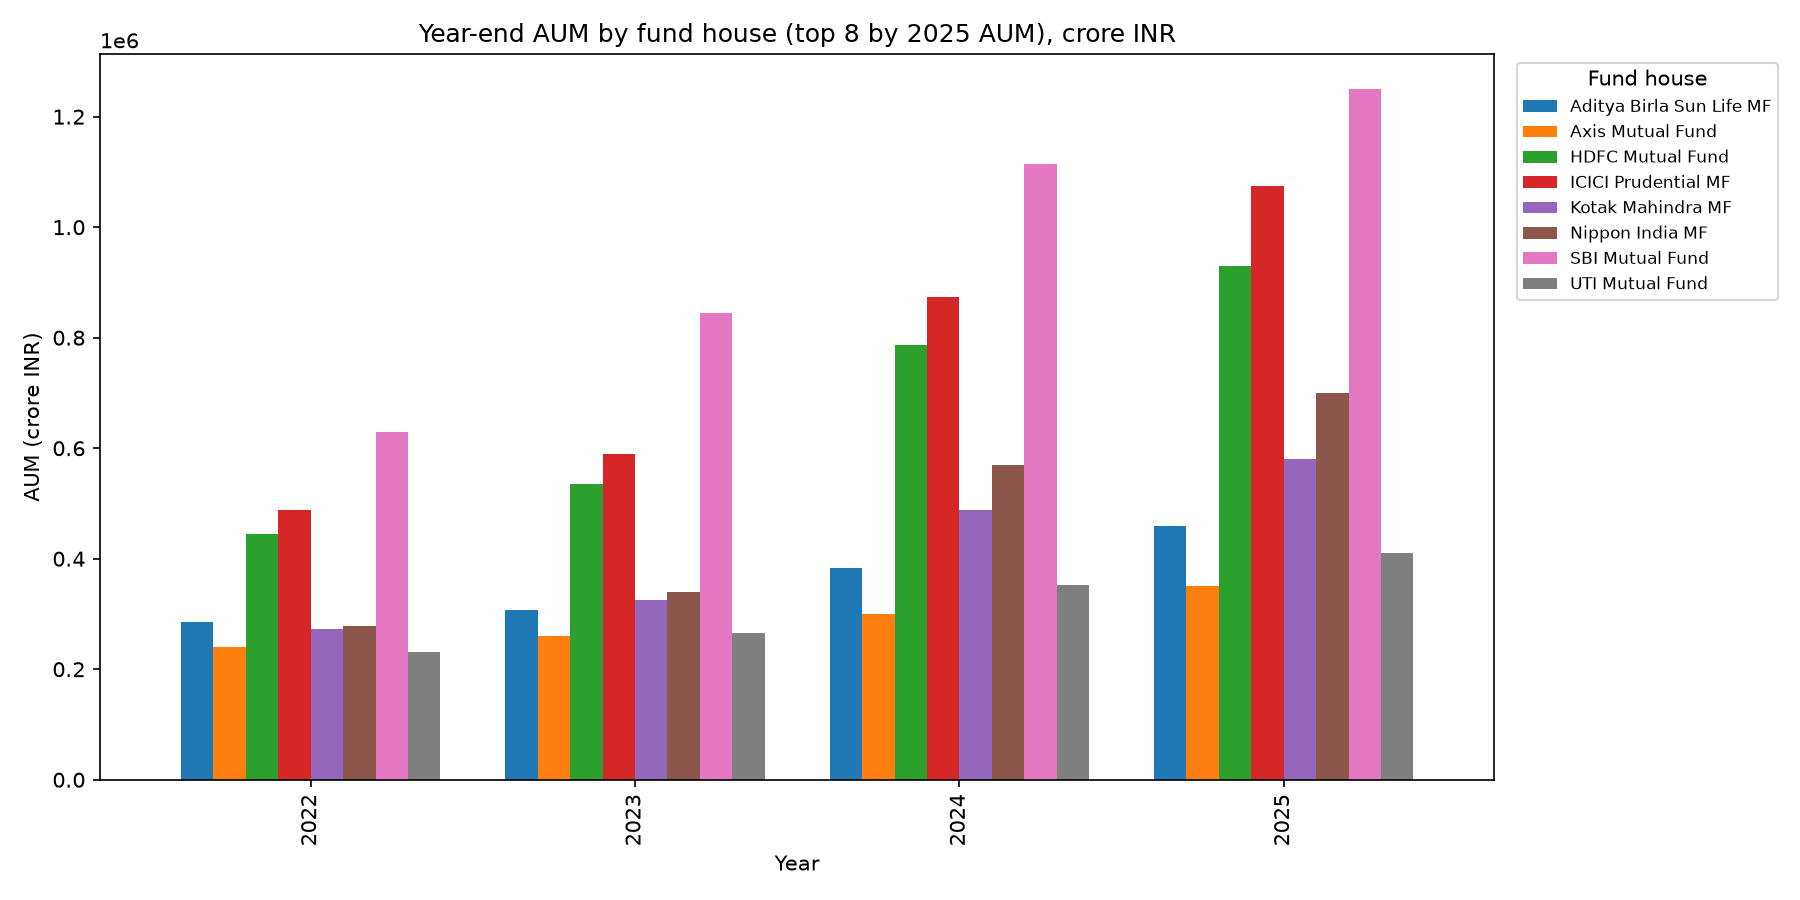 Year-end AUM by fund house (top 8 by 2025 AUM), crore INR
1e6
AUM (crore INR)
1.2
1.0
0.8
0.6
0.4
0.2
0.0
2022
2023
2024
2025
Year
Fund house
Aditya Birla Sun Life MF
Axis Mutual Fund
HDFC Mutual Fund
ICICI Prudential MF
Kotak Mahindra MF
Nippon India MF
SBI Mutual Fund
UTI Mutual Fund